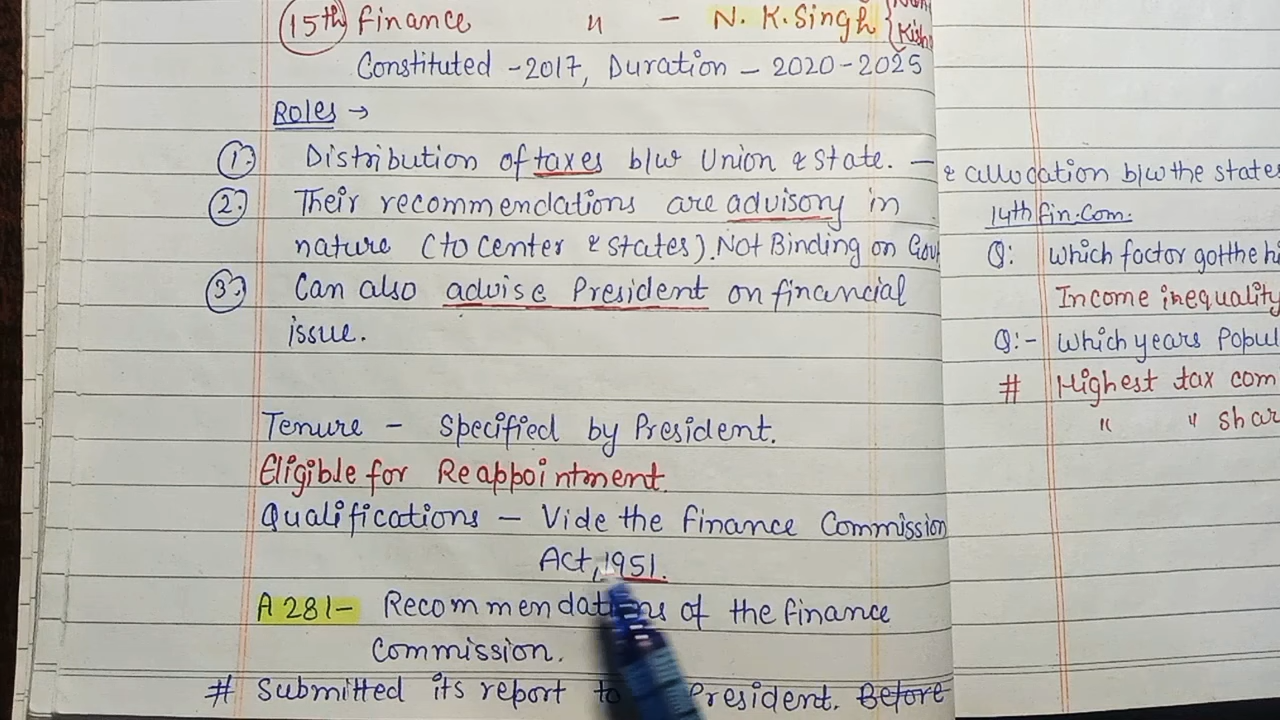 15th Finance " - N. K. Singh {
Kish
Constituted - 2017, Duration - 2020-2025
Roles →
1. Distribution of taxes b/w Union & State. —
2. Their recommendations are advisory in
nature (to center & states). Not Binding on Gov
3. Can also advise President on financial
issue.
Tenure - Specified by President.
Eligible for Reappointment.
Qualifications - Vide the Finance Commission
Act, 1951.
A 281- Recommendations of the finance
Commission.
# Submitted its report to President. Before
& allocation b/w the states
14th fin. Com.
Q: Which factor got the hi
Income inequality
Q:- Which years Popul
# Highest tax com
" " Shar